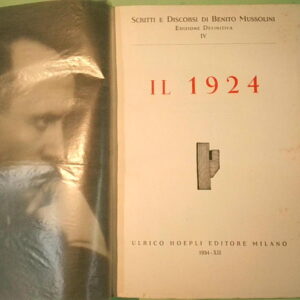 Scritti e Discorsi di Benito Mussolini
Edizione Definitiva
IV
IL 1924
ULRICO HOEPLI EDITORE MILANO
1934-XII